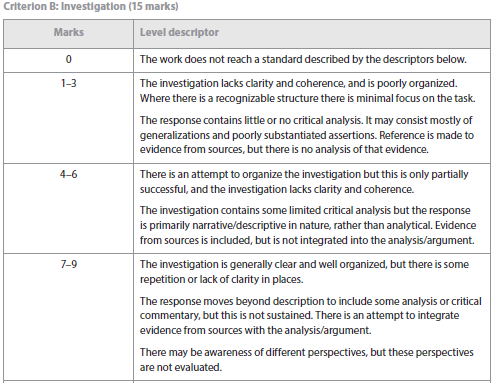 Criterion B: Investigation (15 marks)
Marks Level descriptor
0 The work does not reach a standard described by the descriptors below.
1–3 The investigation lacks clarity and coherence, and is poorly organized.
Where there is a recognizable structure there is minimal focus on the task.
The response contains little or no critical analysis. It may consist mostly of
generalizations and poorly substantiated assertions. Reference is made to
evidence from sources, but there is no analysis of that evidence.
4–6 There is an attempt to organize the investigation but this is only partially
successful, and the investigation lacks clarity and coherence.
The investigation contains some limited critical analysis but the response
is primarily narrative/descriptive in nature, rather than analytical. Evidence
from sources is included, but is not integrated into the analysis/argument.
7–9 The investigation is generally clear and well organized, but there is some
repetition or lack of clarity in places.
The response moves beyond description to include some analysis or critical
commentary, but this is not sustained. There is an attempt to integrate
evidence from sources with the analysis/argument.
There may be awareness of different perspectives, but these perspectives
are not evaluated.